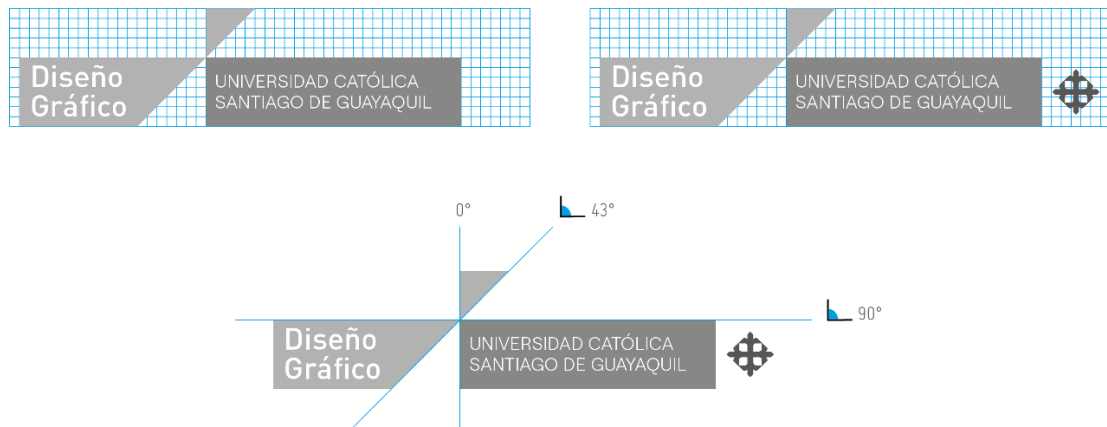 Diseño
Gráfico
UNIVERSIDAD CATÓLICA
SANTIAGO DE GUAYAQUIL
Diseño
Gráfico
UNIVERSIDAD CATÓLICA
SANTIAGO DE GUAYAQUIL
0°
43°
90°
Diseño
Gráfico
UNIVERSIDAD CATÓLICA
SANTIAGO DE GUAYAQUIL